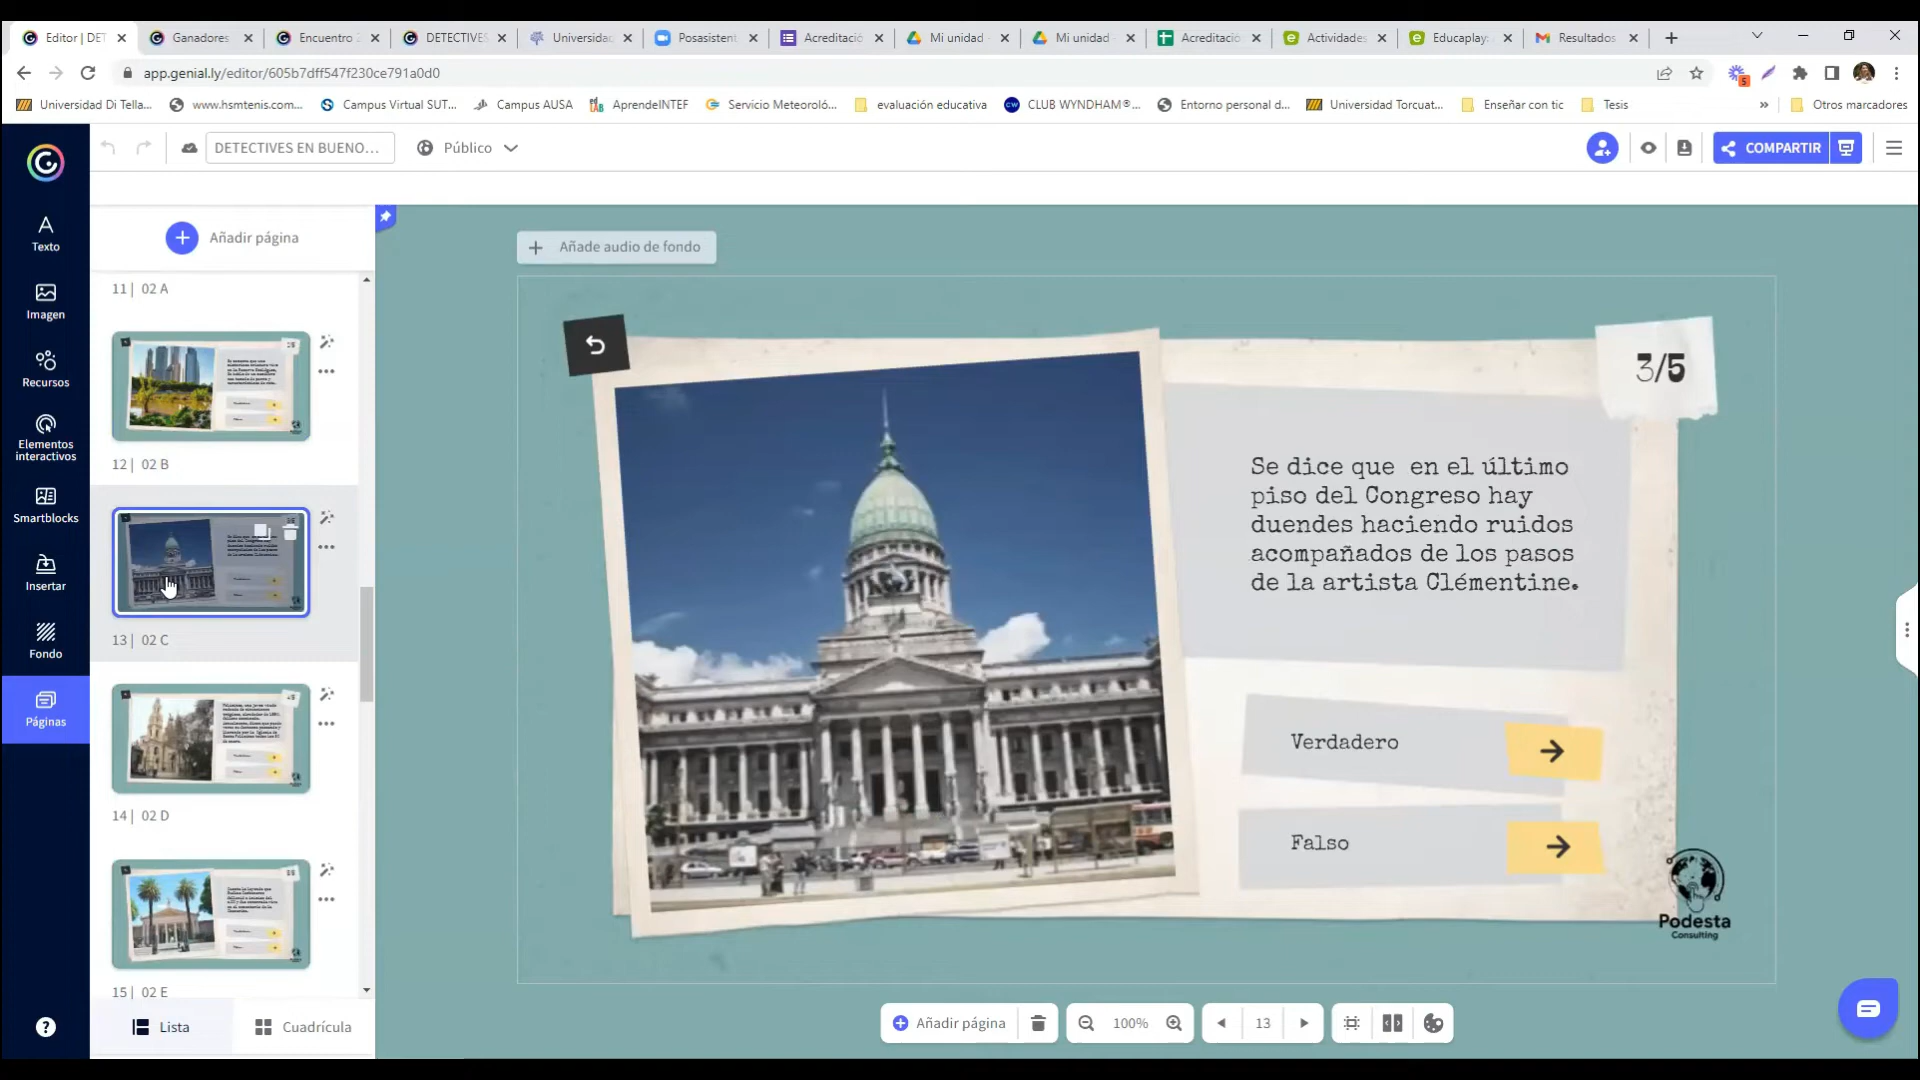 Editor | DET
Ganadores
Encuentro 2
DETECTIVES
Universidad
Posasistent
Acreditació
Mi unidad
Mi unidad
Acreditació
Actividades
Educaplay:
Resultados
app.genial.ly/editor/605b7dff547f230ce791a0d0
5
Universidad Di Tella...
www.hsmtenis.com...
Campus Virtual SUT...
Campus AUSA
AprendeINTEF
Servicio Meteoroló...
evaluación educativa
CLUB WYNDHAM®...
Entorno personal d...
Universidad Torcuat...
Enseñar con tic
Tesis
»
Otros marcadores
DETECTIVES EN BUENO...
Público
COMPARTIR
Texto
Imagen
Recursos
Elementos
interactivos
Smartblocks
Insertar
Fondo
Páginas
Añadir página
11 | 02 A
12 | 02 B
13 | 02 C
14 | 02 D
15 | 02 E
Lista
Cuadrícula
Añade audio de fondo
3/5
Se dice que en el último
piso del Congreso hay
duendes haciendo ruidos
acompañados de los pasos
de la artista Clémentine.
Verdadero
Falso
Podesta
Consulting
Añadir página
100%
13